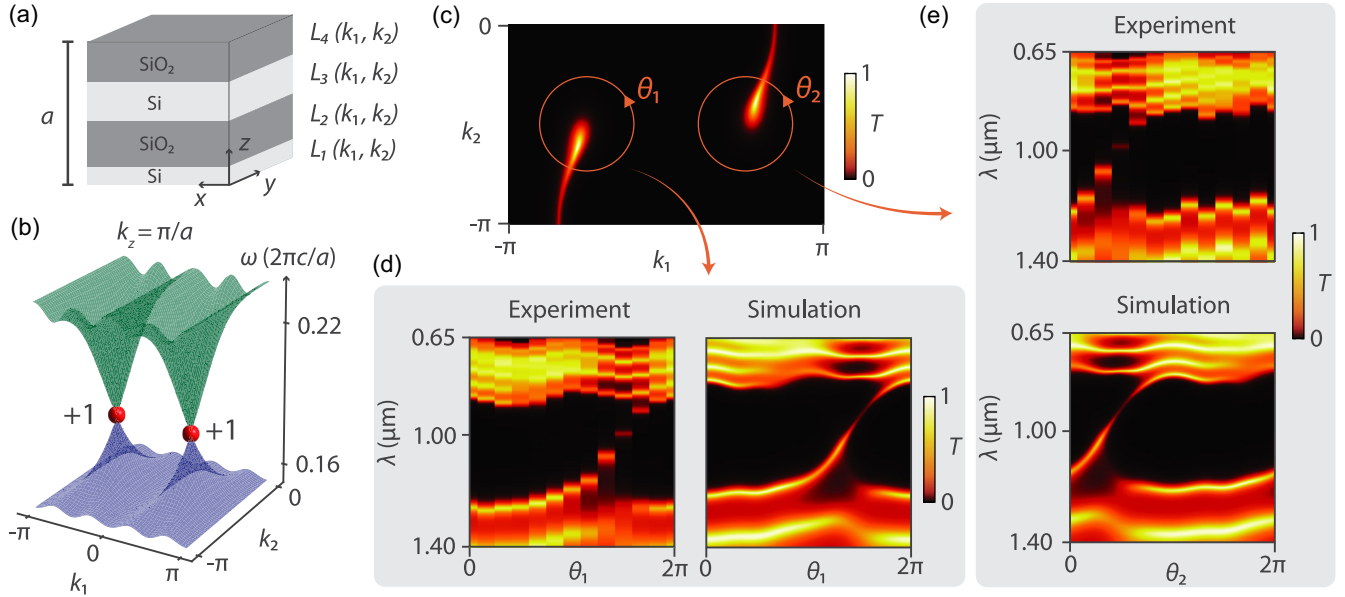 (a)
a
SiO₂
Si
SiO₂
Si
z
x
y
L₄ (k₁, k₂)
L₃ (k₁, k₂)
L₂ (k₁, k₂)
L₁ (k₁, k₂)
(b)
k_z = π/a
ω (2πc/a)
0.22
0.16
+1
+1
-π
0
π
k₁
0
-π
k₂
(c)
0
k₂
-π
-π
k₁
π
θ₁
θ₂
1
T
0
(d)
Experiment
Simulation
0.65
λ (μm)
1.00
1.40
0
θ₁
2π
0
θ₁
2π
1
T
0
(e)
Experiment
0.65
λ (μm)
1.00
1.40
1
T
0
Simulation
0.65
λ (μm)
1.00
1.40
0
θ₂
2π